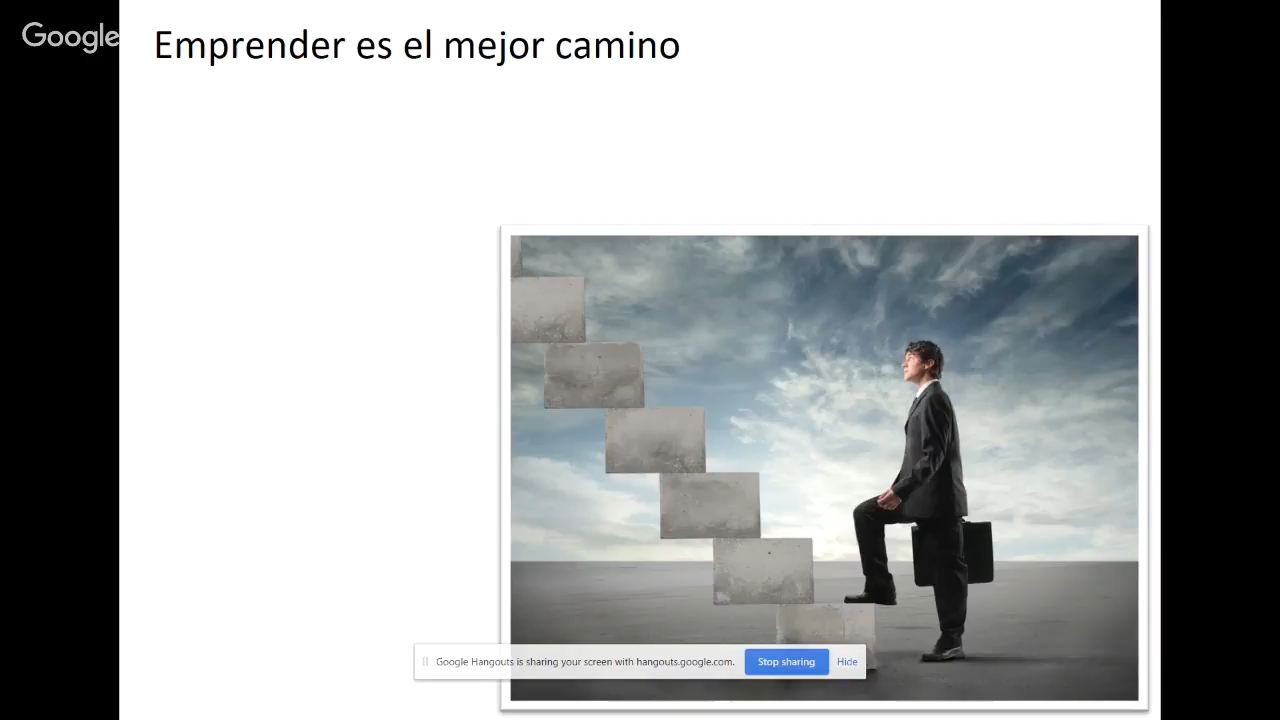 Google
Emprender es el mejor camino
Google Hangouts is sharing your screen with hangouts.google.com.
Stop sharing
Hide